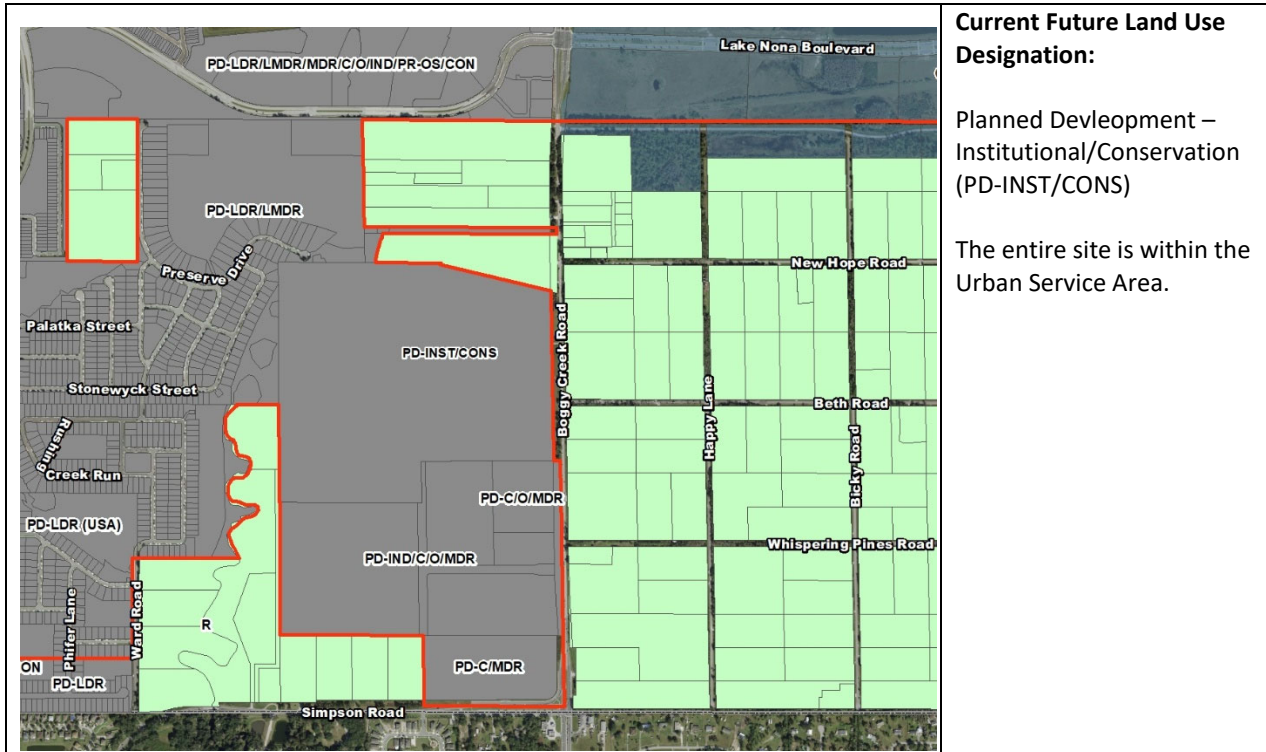 Lake Nona Boulevard
PD-LDR/LMDR/MDR/C/O/IND/PR-OS/CON
PD-LDR/LMDR
Preserve Drive
New Hope Road
Palatka Street
PD-INST/CONS
Boggy Creek Road
Stonewyck Street
Happy Lane
Beth Road
Rushing
Creek Run
Bicky Road
PD-C/O/MDR
PD-LDR (USA)
PD-IND/C/O/MDR
Whispering Pines Road
Phifer Lane
Ward Road
R
ON
PD-LDR
PD-C/MDR
Simpson Road
Current Future Land Use
Designation:
Planned Devleopment –
Institutional/Conservation
(PD-INST/CONS)
The entire site is within the
Urban Service Area.